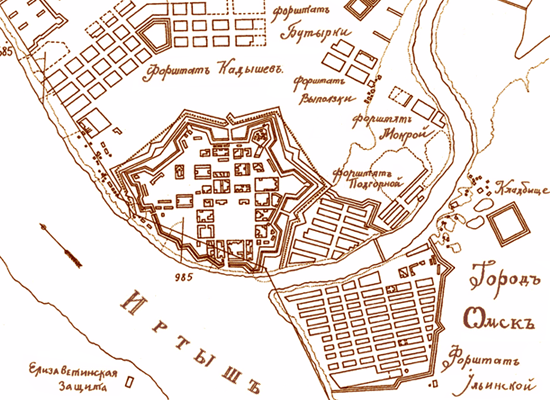 форштатъ
Бутырки
985
форштатъ Кадышевъ.
форштатъ
Выползки
форштатъ
Мокрой
форштатъ
Подгорной
Кладбище
985
Городъ
Омскъ
Иртышъ
форштатъ
Ильинской
Елизаветинская
Защита